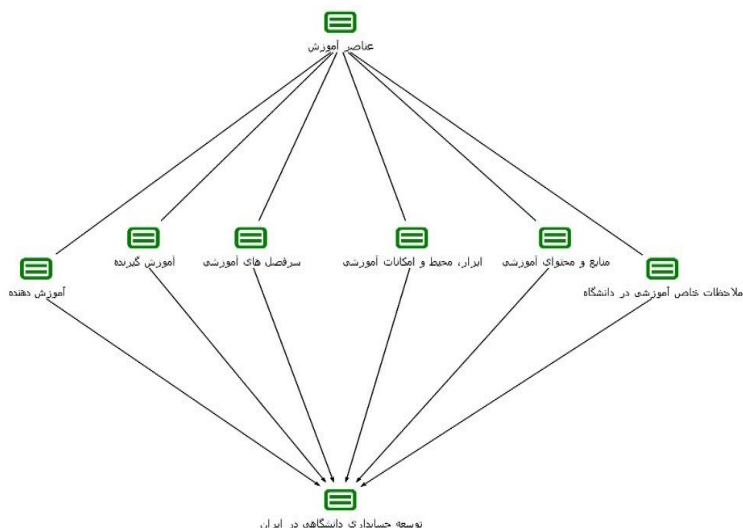 عناصر آموزش
آموزش دهنده
آموزش گیرنده
سرفصل های آموزشی
ابزار، محیط و امکانات آموزشی
منابع و محتوای آموزشی
ملاحظات خاص آموزشی در دانشگاه
توسعه حسابداری دانشگاهی در ایران